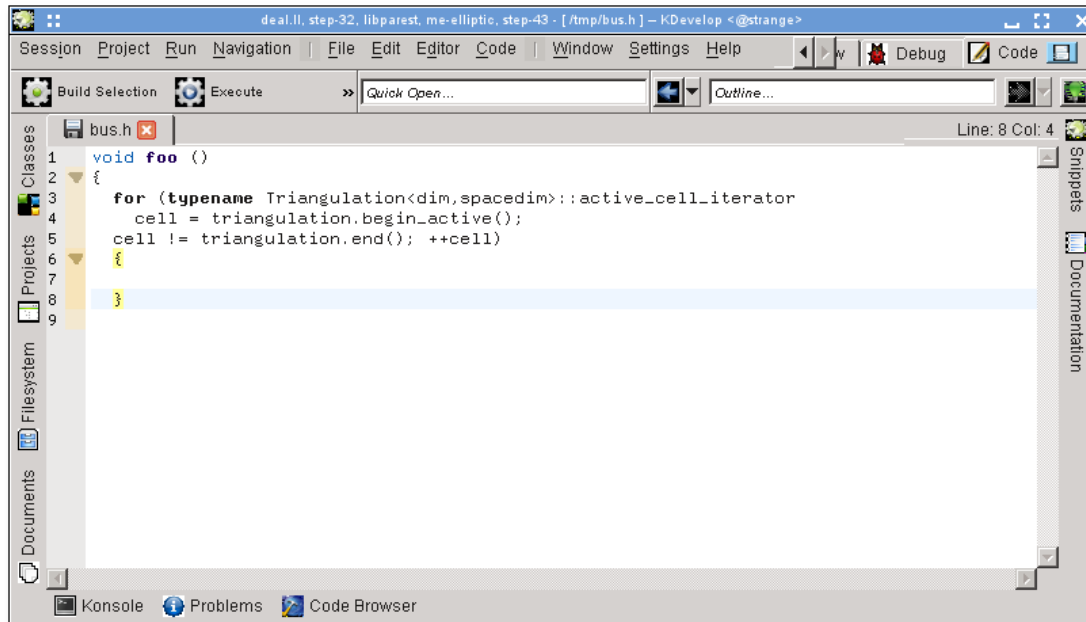 deal.II, step-32, libparest, me-elliptic, step-43 - [ /tmp/bus.h ] – KDevelop <@strange>
Session Project Run Navigation File Edit Editor Code Window Settings Help w Debug Code
Build Selection Execute » Quick Open... Outline...
bus.h Line: 8 Col: 4
1 void foo ()
2 {
3 for (typename Triangulation<dim,spacedim>::active_cell_iterator
4 cell = triangulation.begin_active();
5 cell != triangulation.end(); ++cell)
6 {
7
8 }
9
Classes
Projects
Filesystem
Documents
Snippets
Documentation
Konsole Problems Code Browser